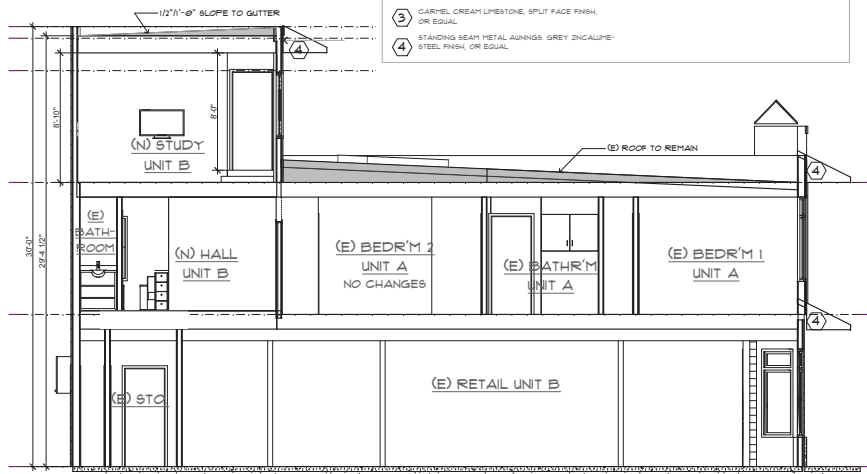 1/2"/1'-0" SLOPE TO GUTTER
3 CARMEL CREAM LIMESTONE, SPLIT FACE FINISH,
OR EQUAL
4 STANDING SEAM METAL AWNINGS. GREY ZINCALUME-
STEEL FINISH, OR EQUAL
4
8'-10"
8'-0"
(N) STUDY
UNIT B
(E) ROOF TO REMAIN
4
30'-0"
29'-4 1/2"
(E)
BATH-
ROOM
(N) HALL
UNIT B
(E) BEDR'M 2
UNIT A
NO CHANGES
(E) BATHR'M
UNIT A
(E) BEDR'M 1
UNIT A
4
(E) STO.
(E) RETAIL UNIT B